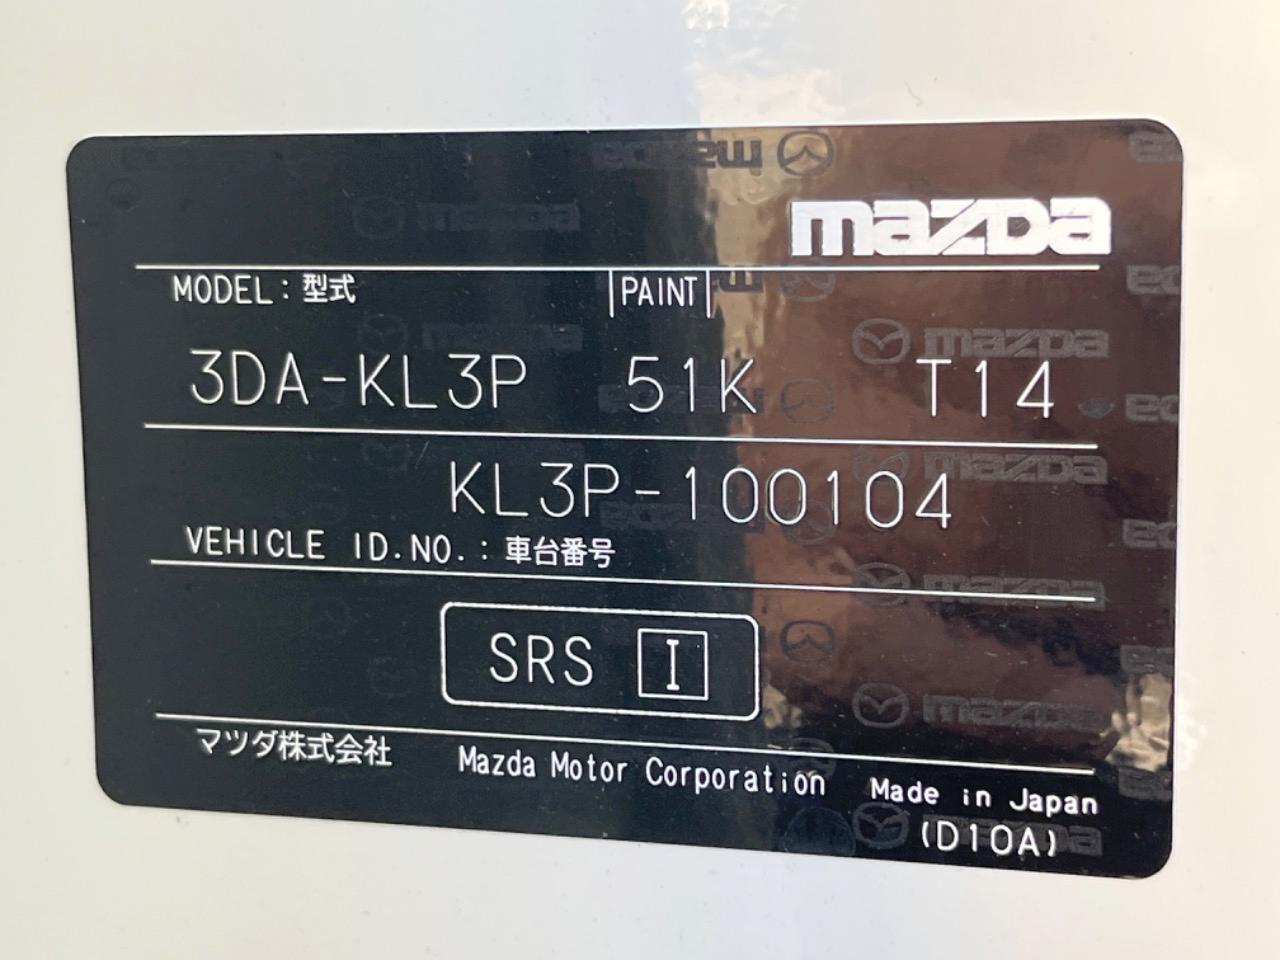 mazda
MODEL：型式 PAINT
3DA-KL3P 51K T14
KL3P-100104
VEHICLE ID.NO.：車台番号
SRS I
マツダ株式会社 Mazda Motor Corporation Made in Japan
(D10A)